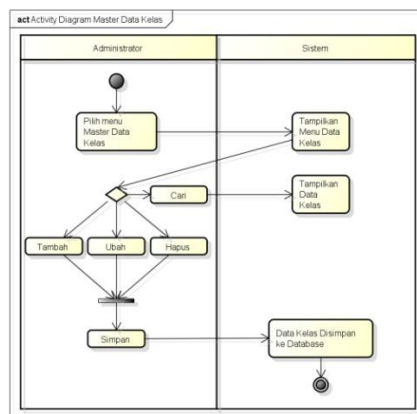 act Activity Diagram Master Data Kelas
Administrator
Sistem
Pilih menu
Master Data
Kelas
Tampilkan
Menu Data
Kelas
Cari
Tampilkan
Data
Kelas
Tambah
Ubah
Hapus
Simpan
Data Kelas Disimpan
ke Database